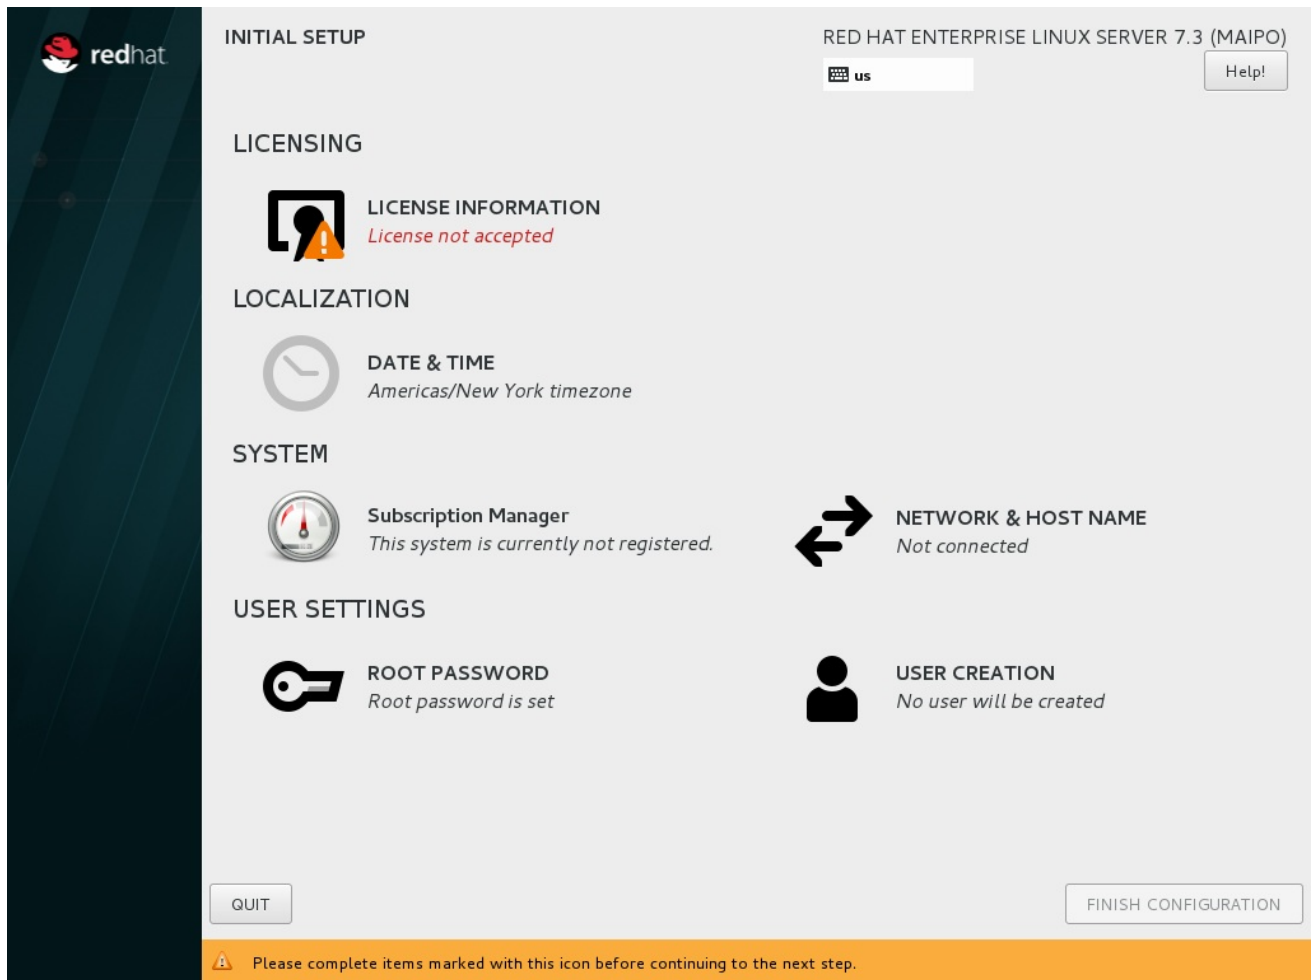 redhat
INITIAL SETUP
RED HAT ENTERPRISE LINUX SERVER 7.3 (MAIPO)
us
Help!
LICENSING
LICENSE INFORMATION
License not accepted
LOCALIZATION
DATE & TIME
Americas/New York timezone
SYSTEM
Subscription Manager
This system is currently not registered.
NETWORK & HOST NAME
Not connected
USER SETTINGS
ROOT PASSWORD
Root password is set
USER CREATION
No user will be created
QUIT
FINISH CONFIGURATION
Please complete items marked with this icon before continuing to the next step.